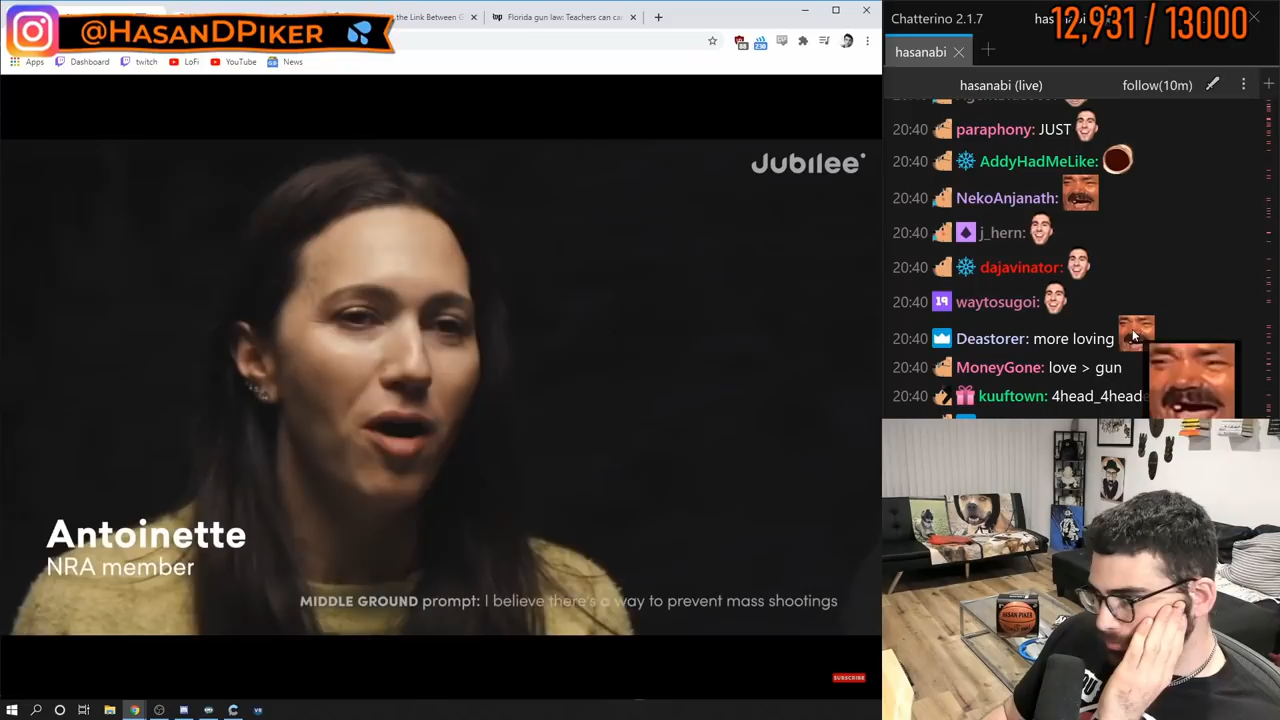 @HASANDPIKER
the Link Between G
Florida gun law: Teachers can ca
Apps
Dashboard
twitch
LoFi
YouTube
News
Jubilee
Antoinette
NRA member
MIDDLE GROUND prompt: I believe there's a way to prevent mass shootings
SUBSCRIBE
Chatterino 2.1.7
12,931 / 13000
hasanabi
hasanabi (live)
follow(10m)
20:40 paraphony: JUST
20:40 AddyHadMeLike:
20:40 NekoAnjanath:
20:40 j_hern:
20:40 dajavinator:
20:40 19 waytosugoi:
20:40 Deastorer: more loving
20:40 MoneyGone: love > gun
20:40 kuuftown: 4head_4head